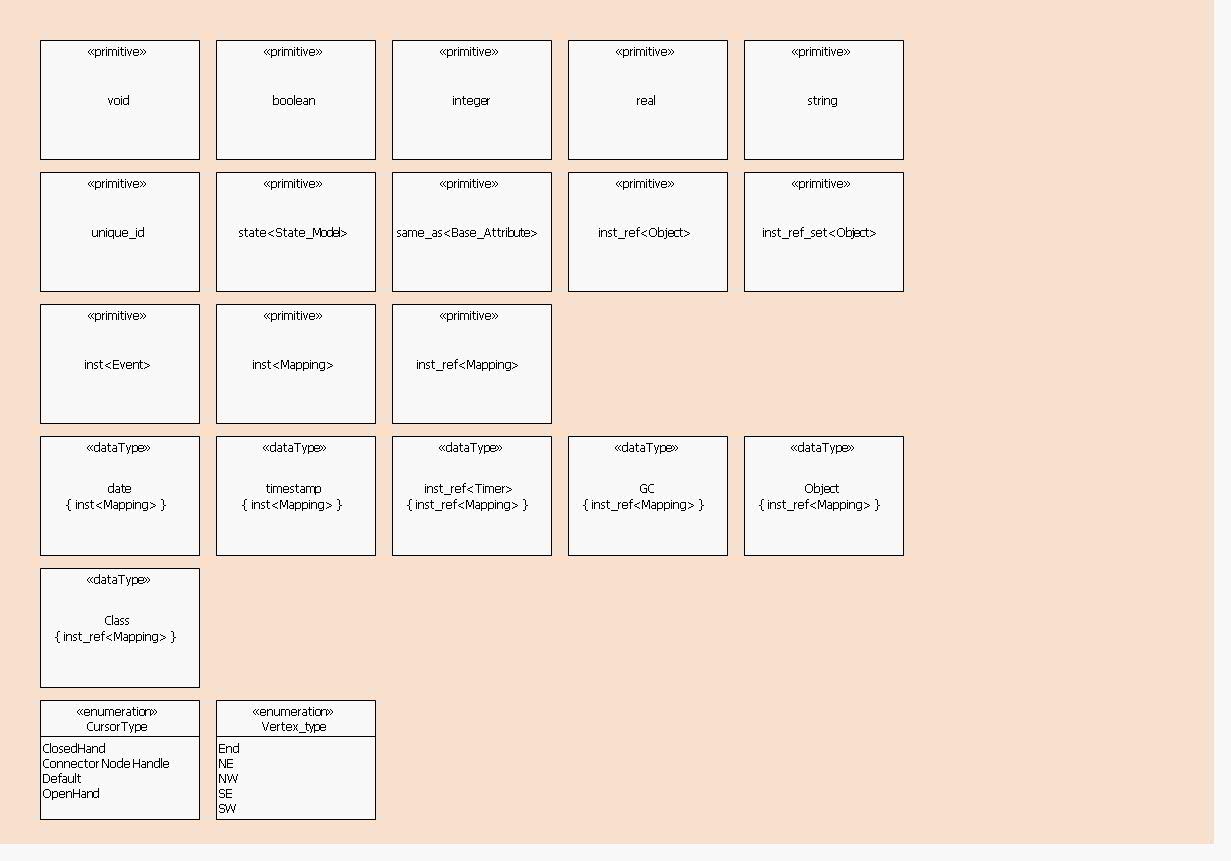 «primitive» «primitive» «primitive» «primitive» «primitive»
void boolean integer real string
«primitive» «primitive» «primitive» «primitive» «primitive»
unique_id state<State_Model> same_as<Base_Attribute> inst_ref<Object> inst_ref_set<Object>
«primitive» «primitive» «primitive»
inst<Event> inst<Mapping> inst_ref<Mapping>
«dataType» «dataType» «dataType» «dataType» «dataType»
date timestamp inst_ref<Timer> GC Object
{ inst<Mapping> } { inst<Mapping> } { inst_ref<Mapping> } { inst_ref<Mapping> } { inst_ref<Mapping> }
«dataType»
Class
{ inst_ref<Mapping> }
«enumeration»
CursorType
ClosedHand
Connector Node Handle
Default
OpenHand
«enumeration»
Vertex_type
End
NE
NW
SE
SW